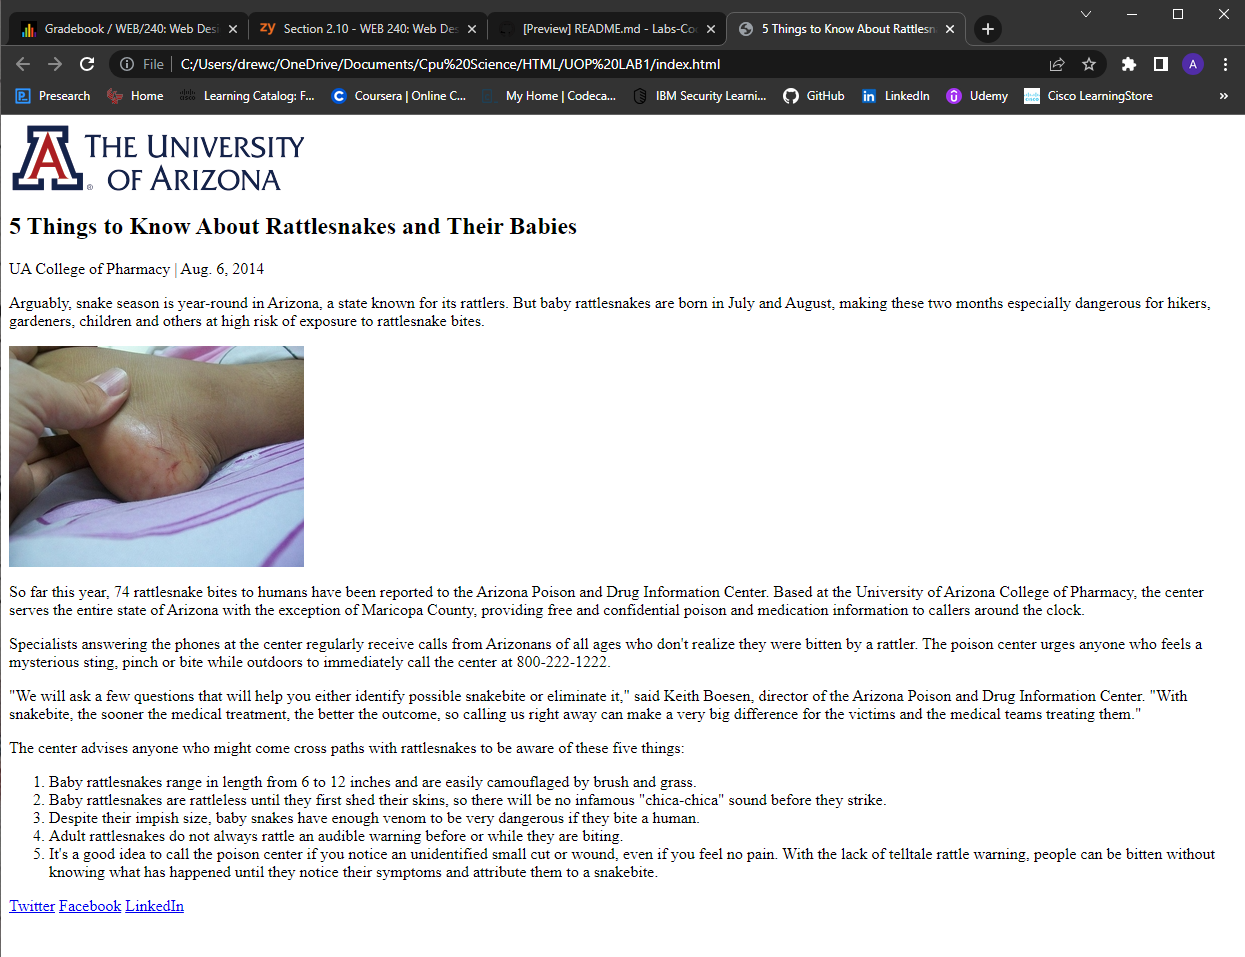 Gradebook / WEB/240: Web Des
Section 2.10 - WEB 240: Web Des
[Preview] README.md - Labs-Co
5 Things to Know About Rattlesn
File
C:/Users/drewc/OneDrive/Documents/Cpu%20Science/HTML/UOP%20LAB1/index.html
A
Presearch
Home
Learning Catalog: F...
Coursera | Online C...
My Home | Codeca...
IBM Security Learni...
GitHub
LinkedIn
Udemy
Cisco LearningStore
»
A THE UNIVERSITY
® OF ARIZONA
5 Things to Know About Rattlesnakes and Their Babies
UA College of Pharmacy | Aug. 6, 2014
Arguably, snake season is year-round in Arizona, a state known for its rattlers. But baby rattlesnakes are born in July and August, making these two months especially dangerous for hikers,
gardeners, children and others at high risk of exposure to rattlesnake bites.
So far this year, 74 rattlesnake bites to humans have been reported to the Arizona Poison and Drug Information Center. Based at the University of Arizona College of Pharmacy, the center
serves the entire state of Arizona with the exception of Maricopa County, providing free and confidential poison and medication information to callers around the clock.
Specialists answering the phones at the center regularly receive calls from Arizonans of all ages who don't realize they were bitten by a rattler. The poison center urges anyone who feels a
mysterious sting, pinch or bite while outdoors to immediately call the center at 800-222-1222.
"We will ask a few questions that will help you either identify possible snakebite or eliminate it," said Keith Boesen, director of the Arizona Poison and Drug Information Center. "With
snakebite, the sooner the medical treatment, the better the outcome, so calling us right away can make a very big difference for the victims and the medical teams treating them."
The center advises anyone who might come cross paths with rattlesnakes to be aware of these five things:
1. Baby rattlesnakes range in length from 6 to 12 inches and are easily camouflaged by brush and grass.
2. Baby rattlesnakes are rattleless until they first shed their skins, so there will be no infamous "chica-chica" sound before they strike.
3. Despite their impish size, baby snakes have enough venom to be very dangerous if they bite a human.
4. Adult rattlesnakes do not always rattle an audible warning before or while they are biting.
5. It's a good idea to call the poison center if you notice an unidentified small cut or wound, even if you feel no pain. With the lack of telltale rattle warning, people can be bitten without
knowing what has happened until they notice their symptoms and attribute them to a snakebite.
Twitter Facebook LinkedIn